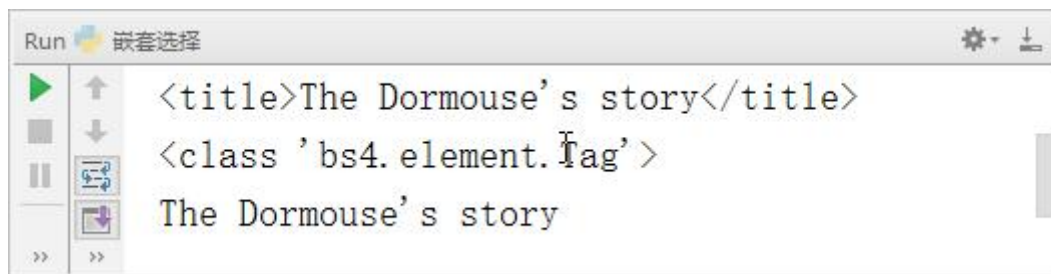 Run 嵌套选择
<title>The Dormouse's story</title>
<class 'bs4.element.Tag'>
The Dormouse's story